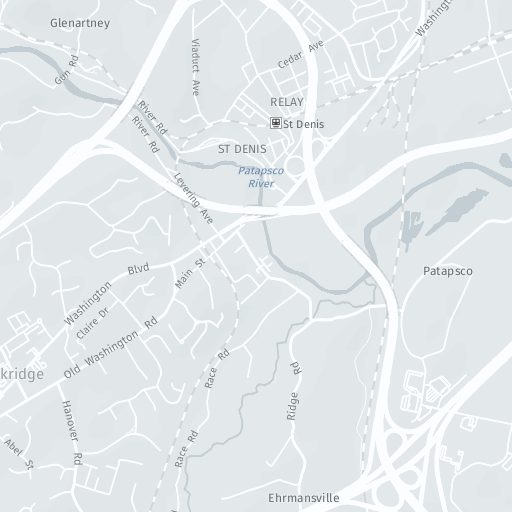 Glenartney
Washington
Viaduct Ave
Cedar Ave
Gun Rd
RELAY
River Rd
St Denis
River Rd
ST DENIS
Patapsco
River
Levering Ave
Patapsco
Main St
Washington Blvd
Claire Dr
Old Washington Rd
kridge
Race Rd
Ridge Rd
Hanover Rd
Abel St
Race Rd
Ehrmansville